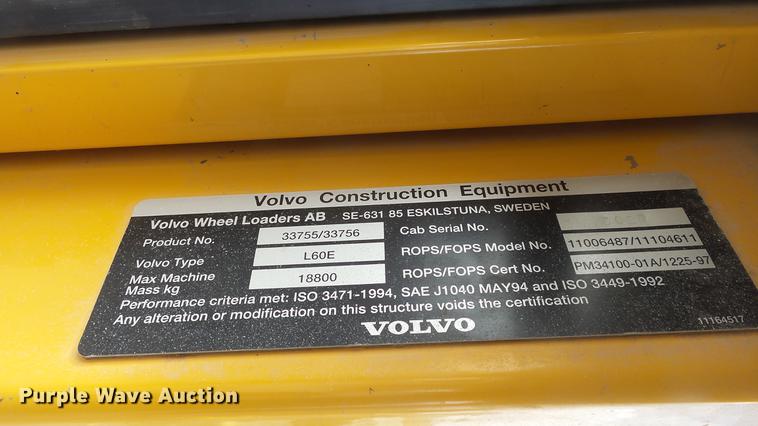 Volvo Construction Equipment
Volvo Wheel Loaders AB SE-631 85 ESKILSTUNA, SWEDEN
Product No. 33755/33756 Cab Serial No.
Volvo Type L60E ROPS/FOPS Model No. 11006487/11104611
Max Machine Mass kg 18800 ROPS/FOPS Cert No. PM34100-01A/1225-97
Performance criteria met: ISO 3471-1994, SAE J1040 MAY94 and ISO 3449-1992
Any alteration or modification on this structure voids the certification
VOLVO
11164517
Purple Wave Auction